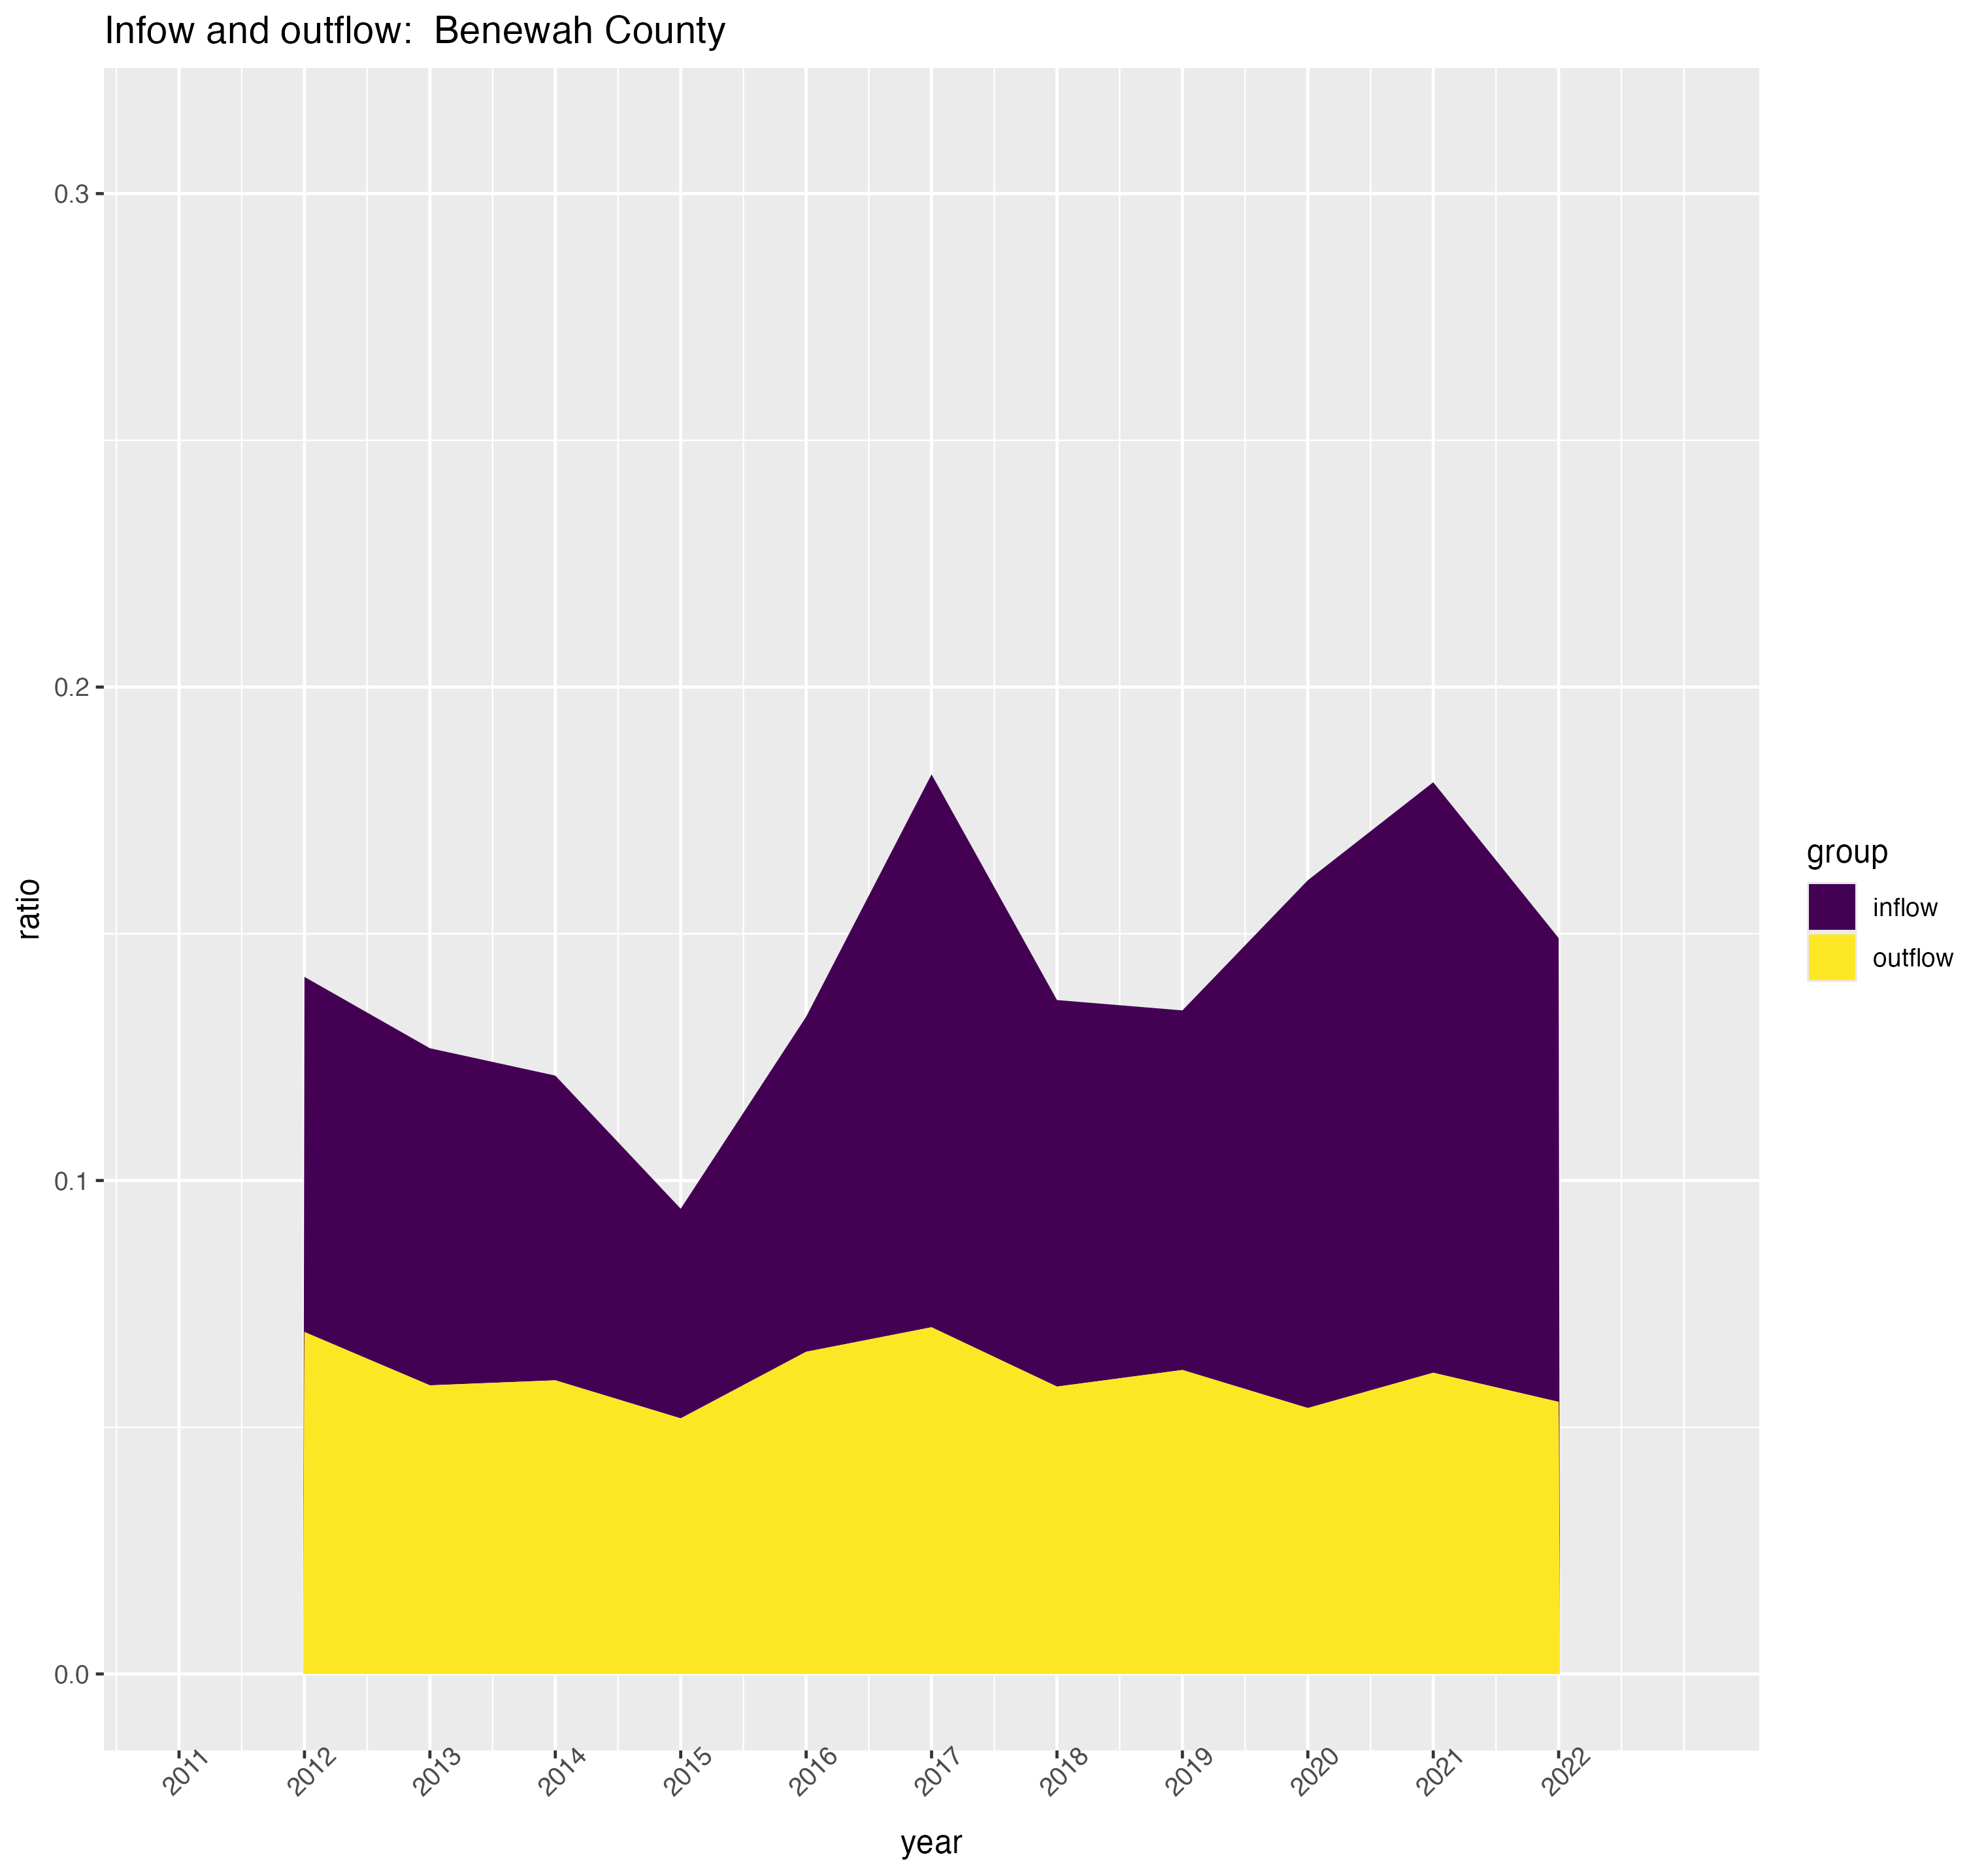 Infow and outflow:  Benewah County
0.3
0.2
0.1
0.0
ratio
2011 2012 2013 2014 2015 2016 2017 2018 2019 2020 2021 2022
year
group
inflow
outflow